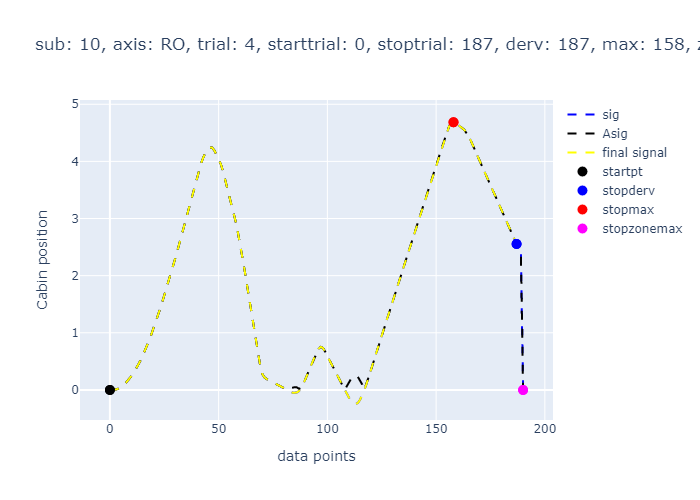 sub: 10, axis: RO, trial: 4, starttrial: 0, stoptrial: 187, derv: 187, max: 158,
5
4
3
2
1
0
Cabin position
0
50
100
150
200
data points
sig
Asig
final signal
startpt
stopderv
stopmax
stopzonemax